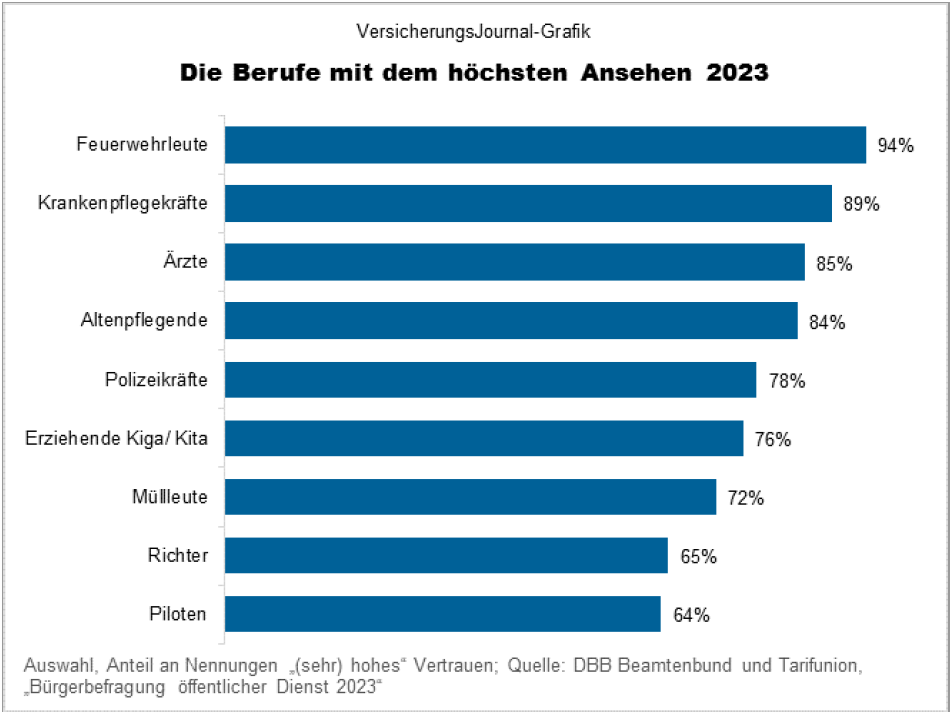 VersicherungsJournal-Grafik
Die Berufe mit dem höchsten Ansehen 2023
Feuerwehrleute 94%
Krankenpflegekräfte 89%
Ärzte 85%
Altenpflegende 84%
Polizeikräfte 78%
Erziehende Kiga/ Kita 76%
Müllleute 72%
Richter 65%
Piloten 64%
Auswahl, Anteil an Nennungen „(sehr) hohes“ Vertrauen; Quelle: DBB Beamtenbund und Tarifunion,
„Bürgerbefragung öffentlicher Dienst 2023“